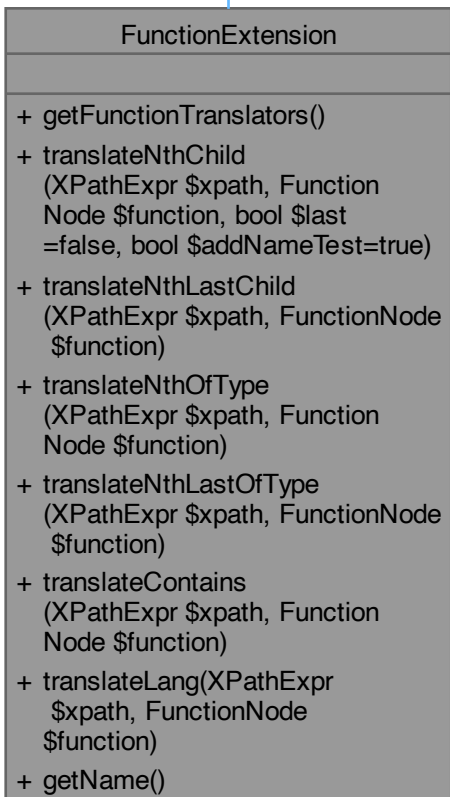 FunctionExtension
+ getFunctionTranslators()
+ translateNthChild
(XPathExpr $xpath, Function
Node $function, bool $last
=false, bool $addNameTest=true)
+ translateNthLastChild
(XPathExpr $xpath, FunctionNode
$function)
+ translateNthOfType
(XPathExpr $xpath, Function
Node $function)
+ translateNthLastOfType
(XPathExpr $xpath, FunctionNode
$function)
+ translateContains
(XPathExpr $xpath, Function
Node $function)
+ translateLang(XPathExpr
$xpath, FunctionNode
$function)
+ getName()